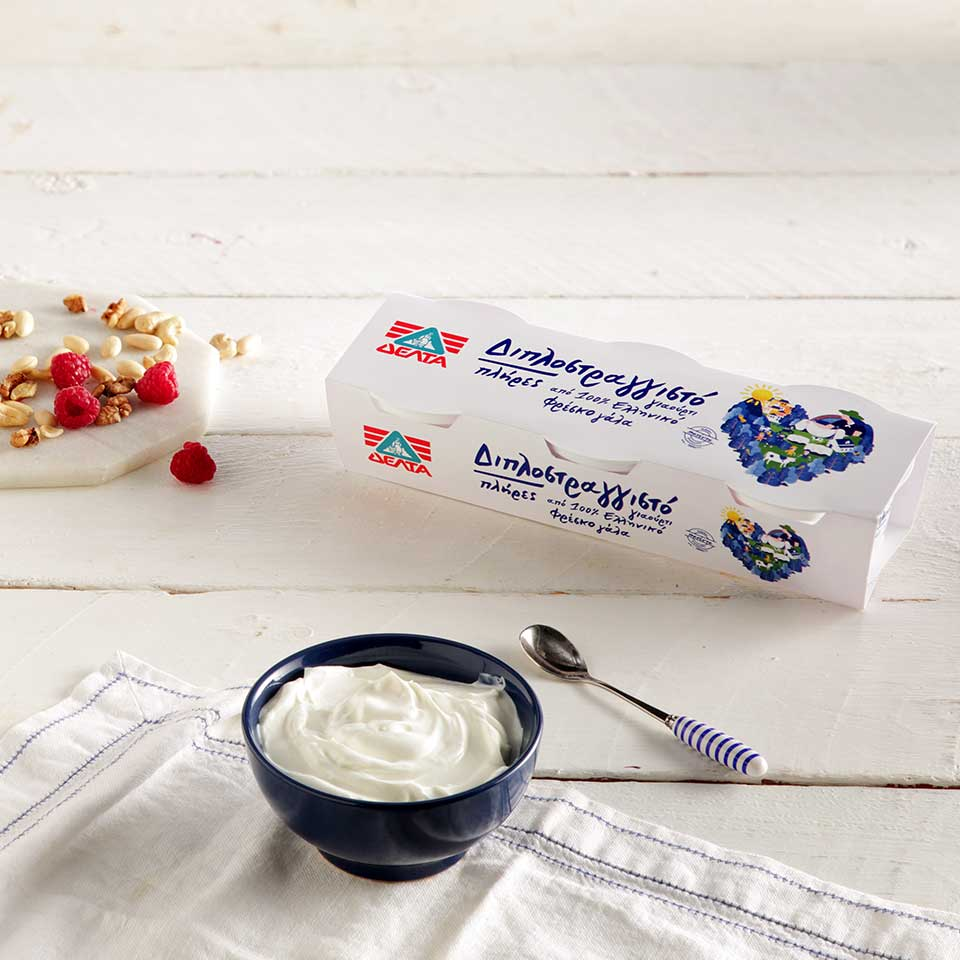 ΔΕΛΤΑ
Διπλοστραγγιστό
πλήρες
γιαούρτι
από 100% Ελληνικό
φρέσκο γάλα
ΔΕΛΤΑ
Διπλοστραγγιστό
πλήρες
γιαούρτι
από 100% Ελληνικό
φρέσκο γάλα